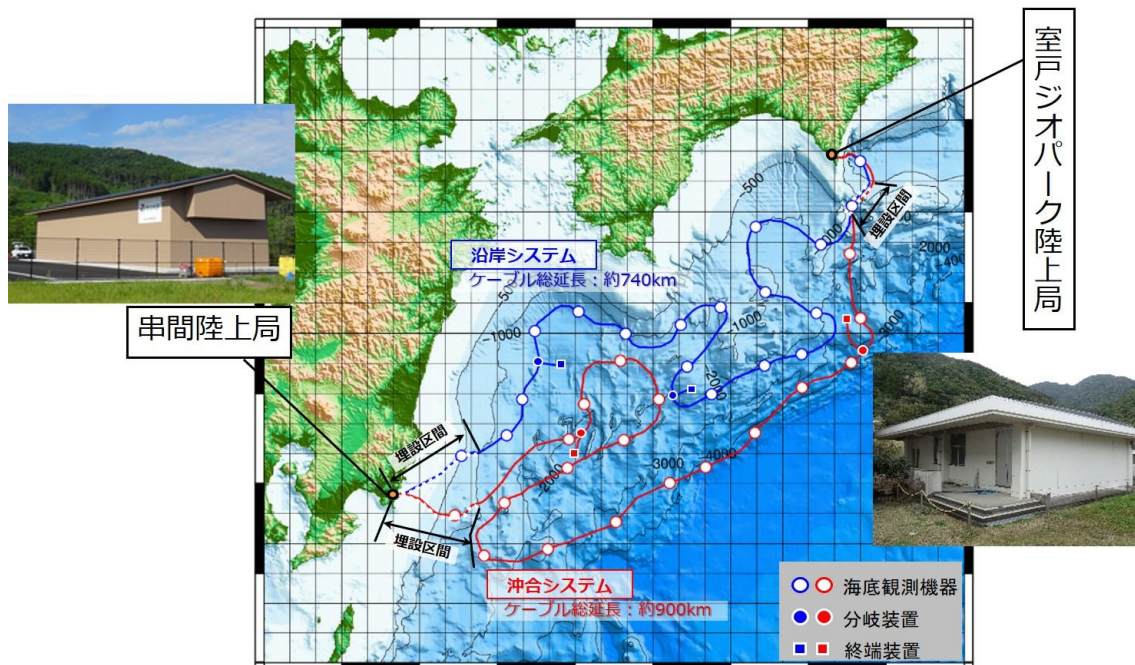 室戸ジオパーク陸上局
-500
埋設区間
2000
沿岸システム
ケーブル総延長：約740km
串間陸上局
-1000
-1000
3000
-2000
埋設区間
4000
3000
-2000
埋設区間
沖合システム
ケーブル総延長：約900km
海底観測機器
分岐装置
終端装置